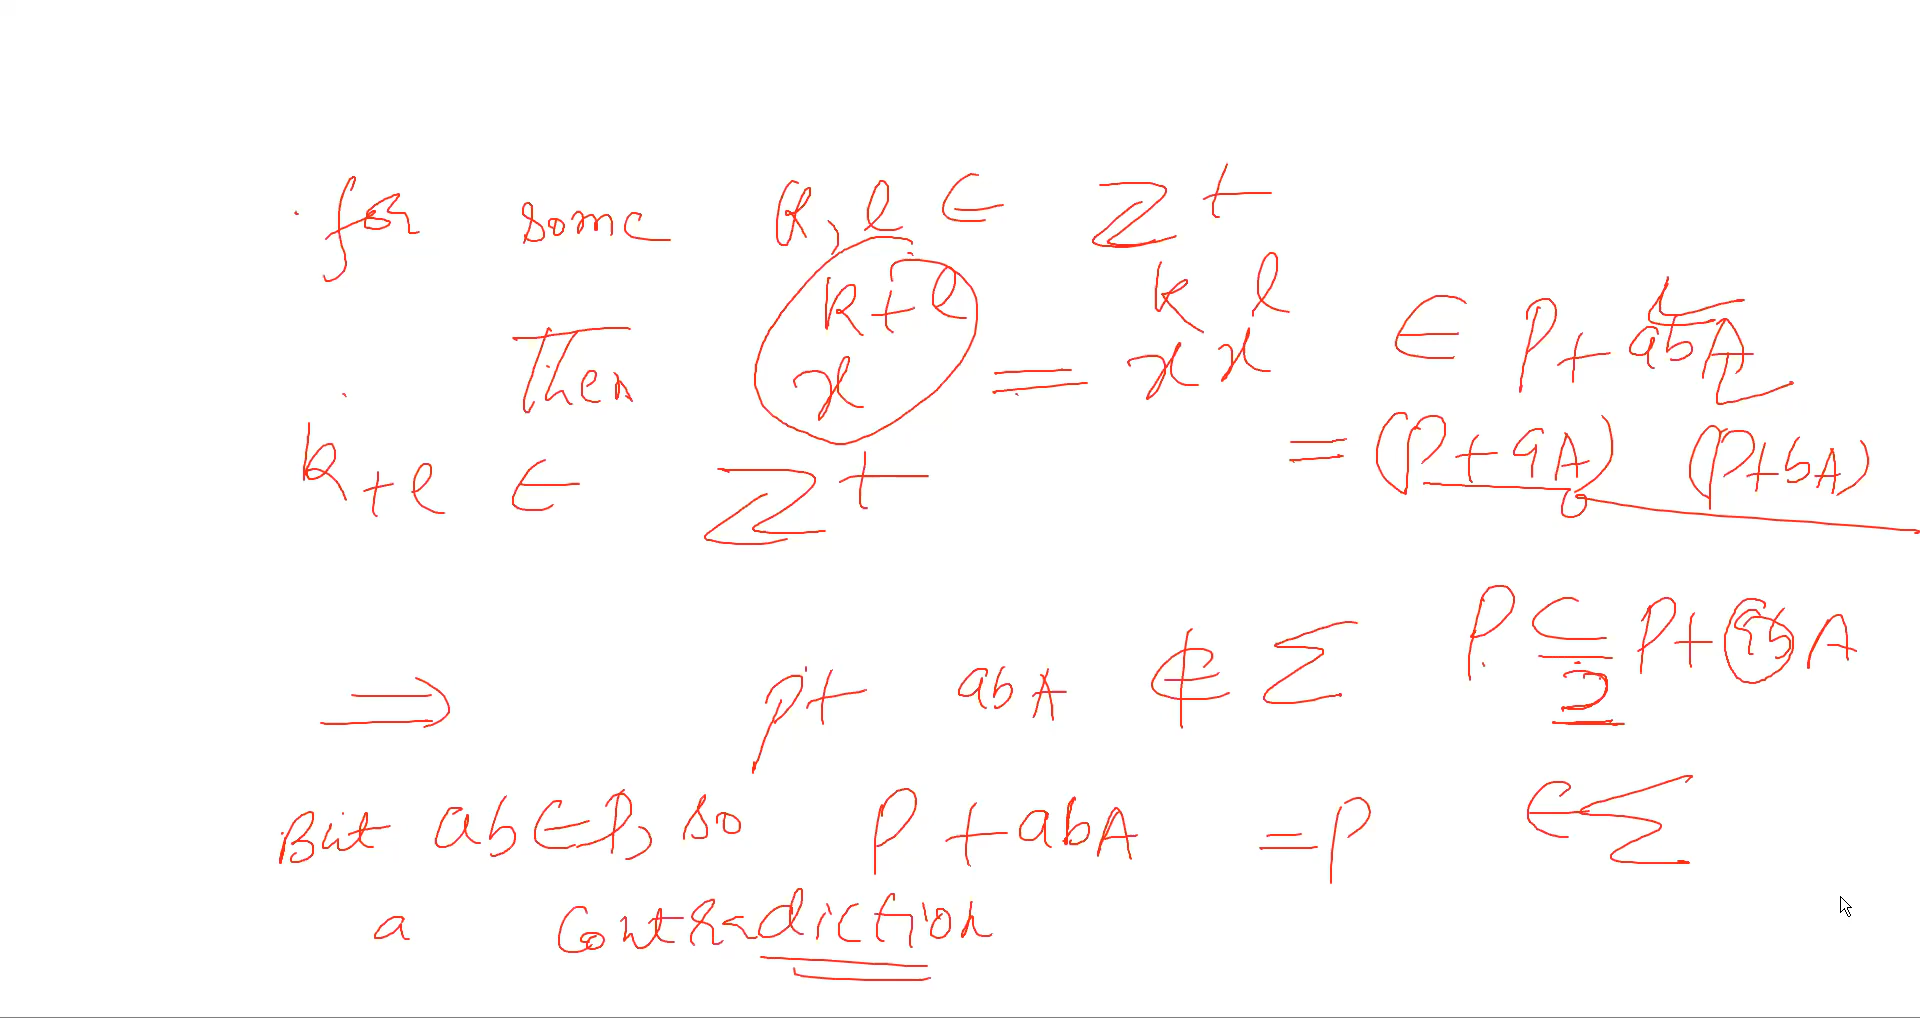 for some k, l ∈ Z⁺
Then x^{k+l} = x^k x^l ∈ P + abA
k+l ∈ Z⁺ = (P+aA) (P+bA)
⇒ P+ abA ∉ Σ P ⊆ P+abA
But ab∈P, so P + abA = P ∈ Σ
a Contradiction